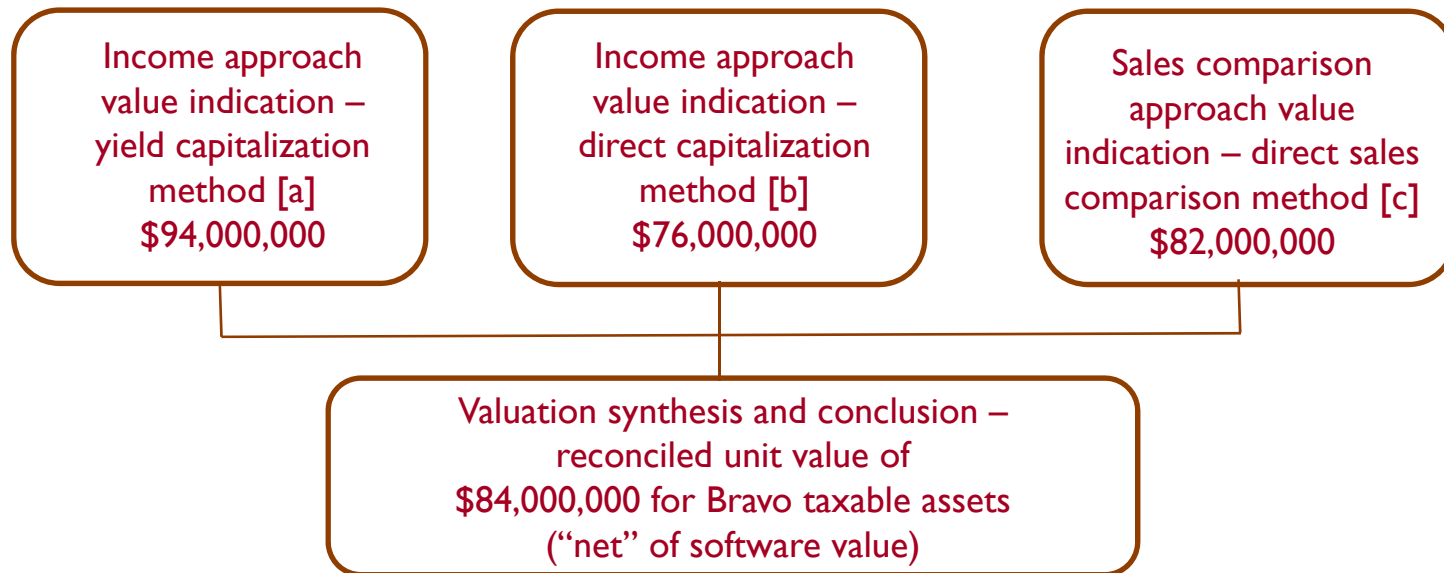 Income approach
value indication –
yield capitalization
method [a]
$94,000,000
Income approach
value indication –
direct capitalization
method [b]
$76,000,000
Sales comparison
approach value
indication – direct sales
comparison method [c]
$82,000,000
Valuation synthesis and conclusion –
reconciled unit value of
$84,000,000 for Bravo taxable assets
(“net” of software value)